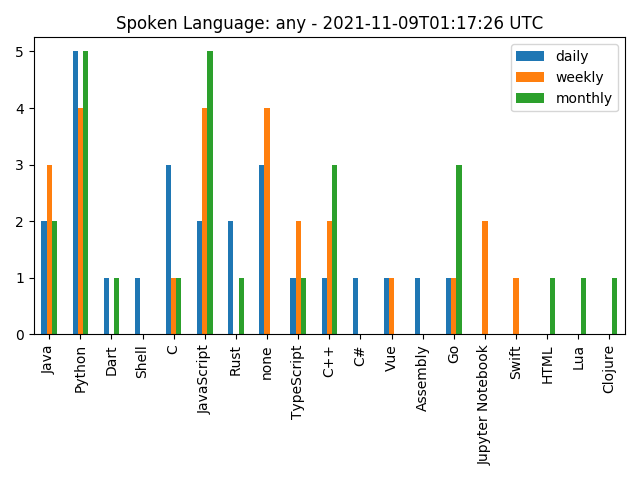 Spoken Language: any - 2021-11-09T01:17:26 UTC
daily
weekly
monthly
5
4
3
2
1
0
Java
Python
Dart
Shell
C
JavaScript
Rust
none
TypeScript
C++
C#
Vue
Assembly
Go
Jupyter Notebook
Swift
HTML
Lua
Clojure